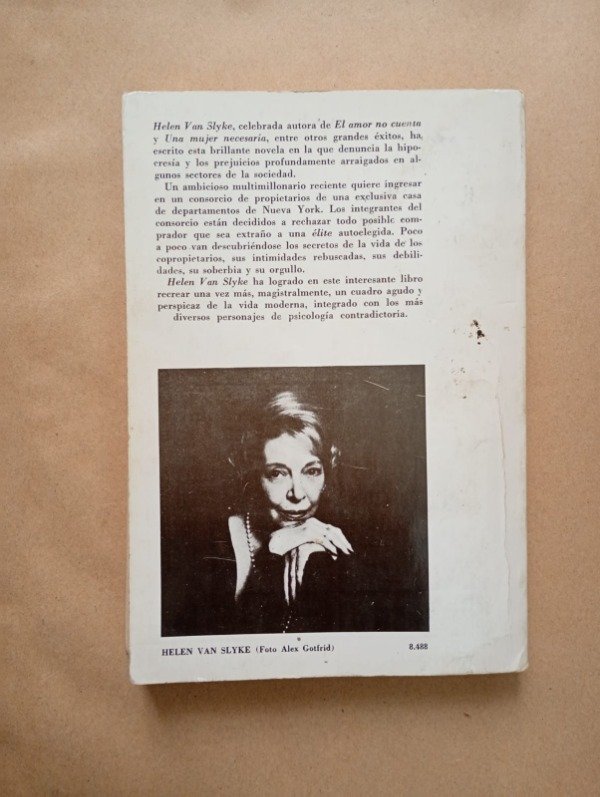 Helen Van Slyke, celebrada autora de El amor no cuenta
y Una mujer necesaria, entre otros grandes éxitos, ha
escrito esta brillante novela en la que denuncia la hipo-
cresía y los prejuicios profundamente arraigados en al-
gunos sectores de la sociedad.
Un ambicioso multimillonario reciente quiere ingresar
en un consorcio de propietarios de una exclusiva casa
de departamentos de Nueva York. Los integrantes del
consorcio están decididos a rechazar todo posible com-
prador que sea extraño a una élite autoelegida. Poco
a poco van descubriéndose los secretos de la vida de los
copropietarios, sus intimidades rebuscadas, sus debili-
dades, su soberbia y su orgullo.
Helen Van Slyke ha logrado en este interesante libro
recrear una vez más, magistralmente, un cuadro agudo y
perspicaz de la vida moderna, integrado con los más
diversos personajes de psicología contradictoria.
HELEN VAN SLYKE (Foto Alex Gotfrid) 8.488